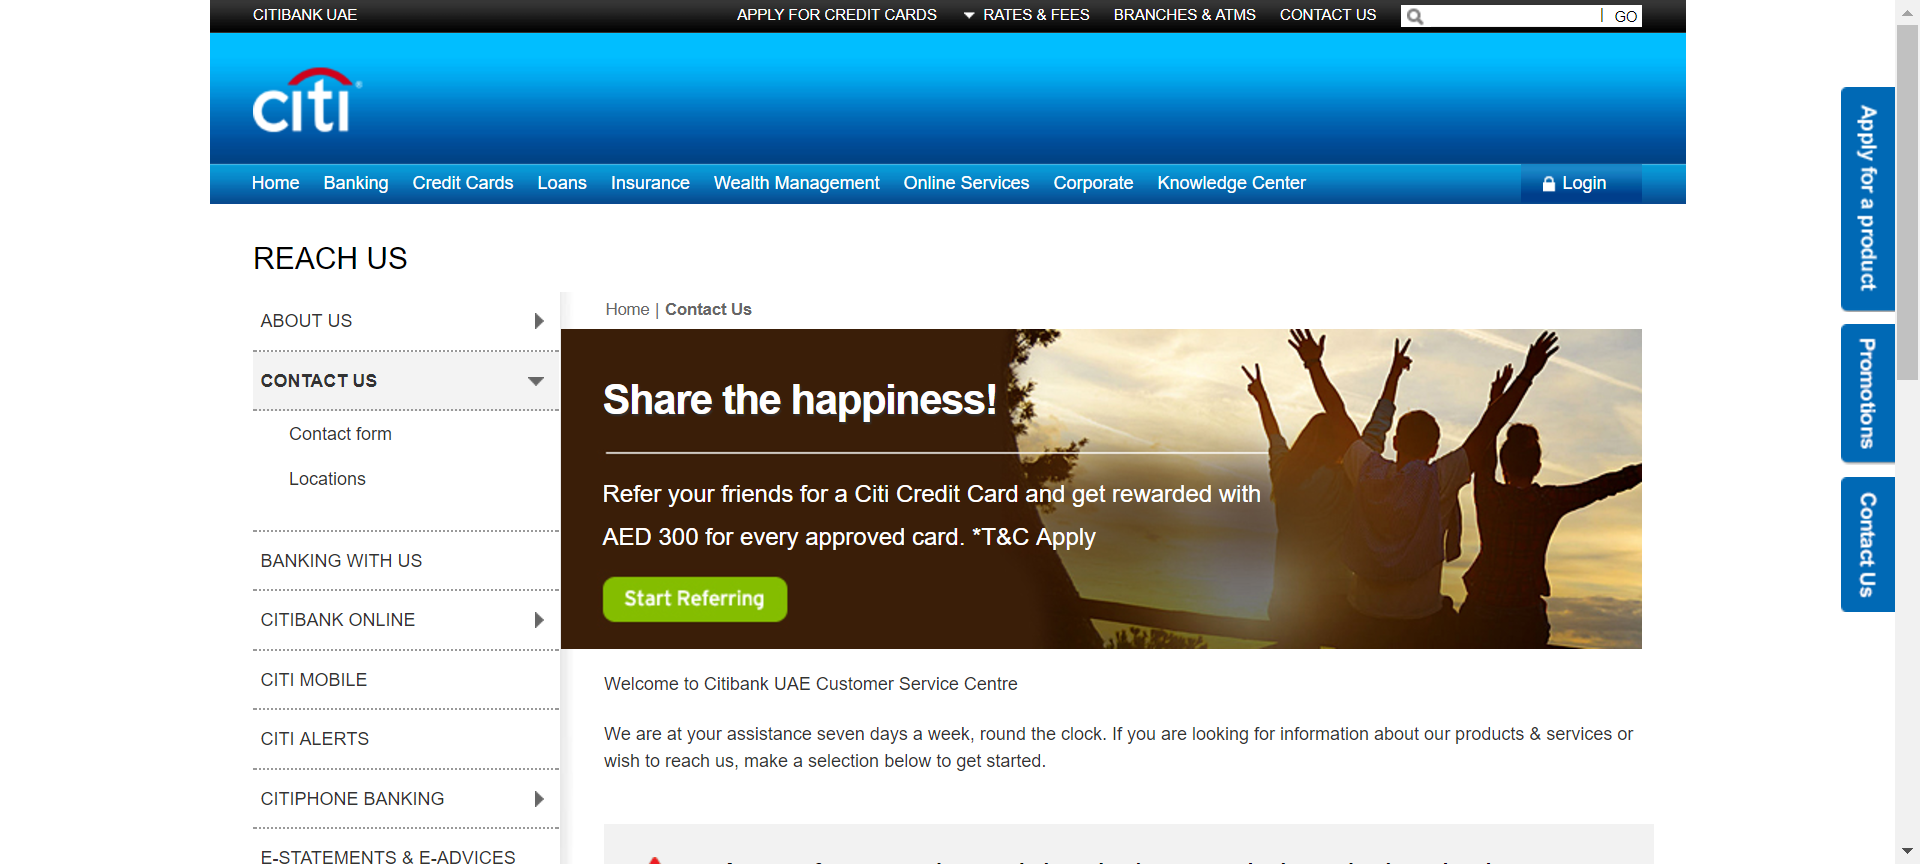 CITIBANK UAE
APPLY FOR CREDIT CARDS
RATES & FEES
BRANCHES & ATMS
CONTACT US
GO
citi®
Home
Banking
Credit Cards
Loans
Insurance
Wealth Management
Online Services
Corporate
Knowledge Center
Login
REACH US
ABOUT US
CONTACT US
Contact form
Locations
BANKING WITH US
CITIBANK ONLINE
CITI MOBILE
CITI ALERTS
CITIPHONE BANKING
E-STATEMENTS & E-ADVICES
Home | Contact Us
Share the happiness!
Refer your friends for a Citi Credit Card and get rewarded with
AED 300 for every approved card. *T&C Apply
Start Referring
Welcome to Citibank UAE Customer Service Centre
We are at your assistance seven days a week, round the clock. If you are looking for information about our products & services or
wish to reach us, make a selection below to get started.
Apply for a product
Promotions
Contact Us